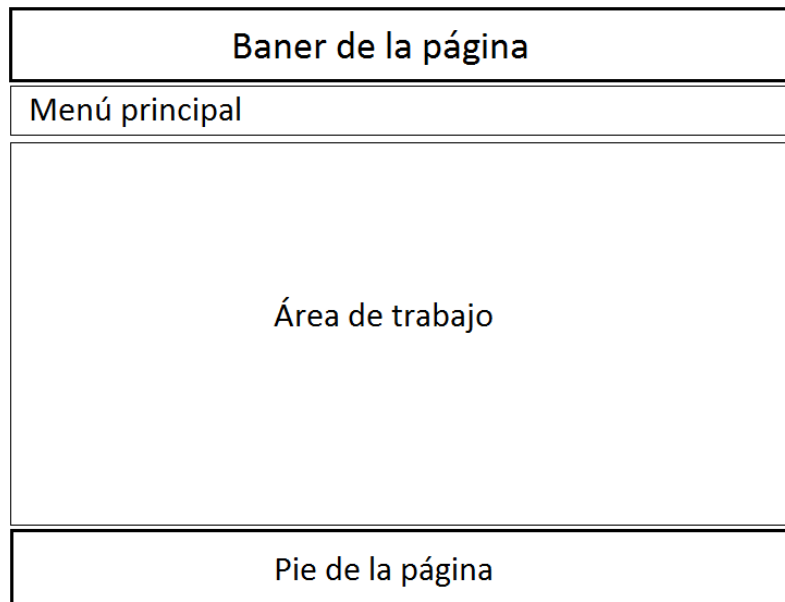 Baner de la página
Menú principal
Área de trabajo
Pie de la página